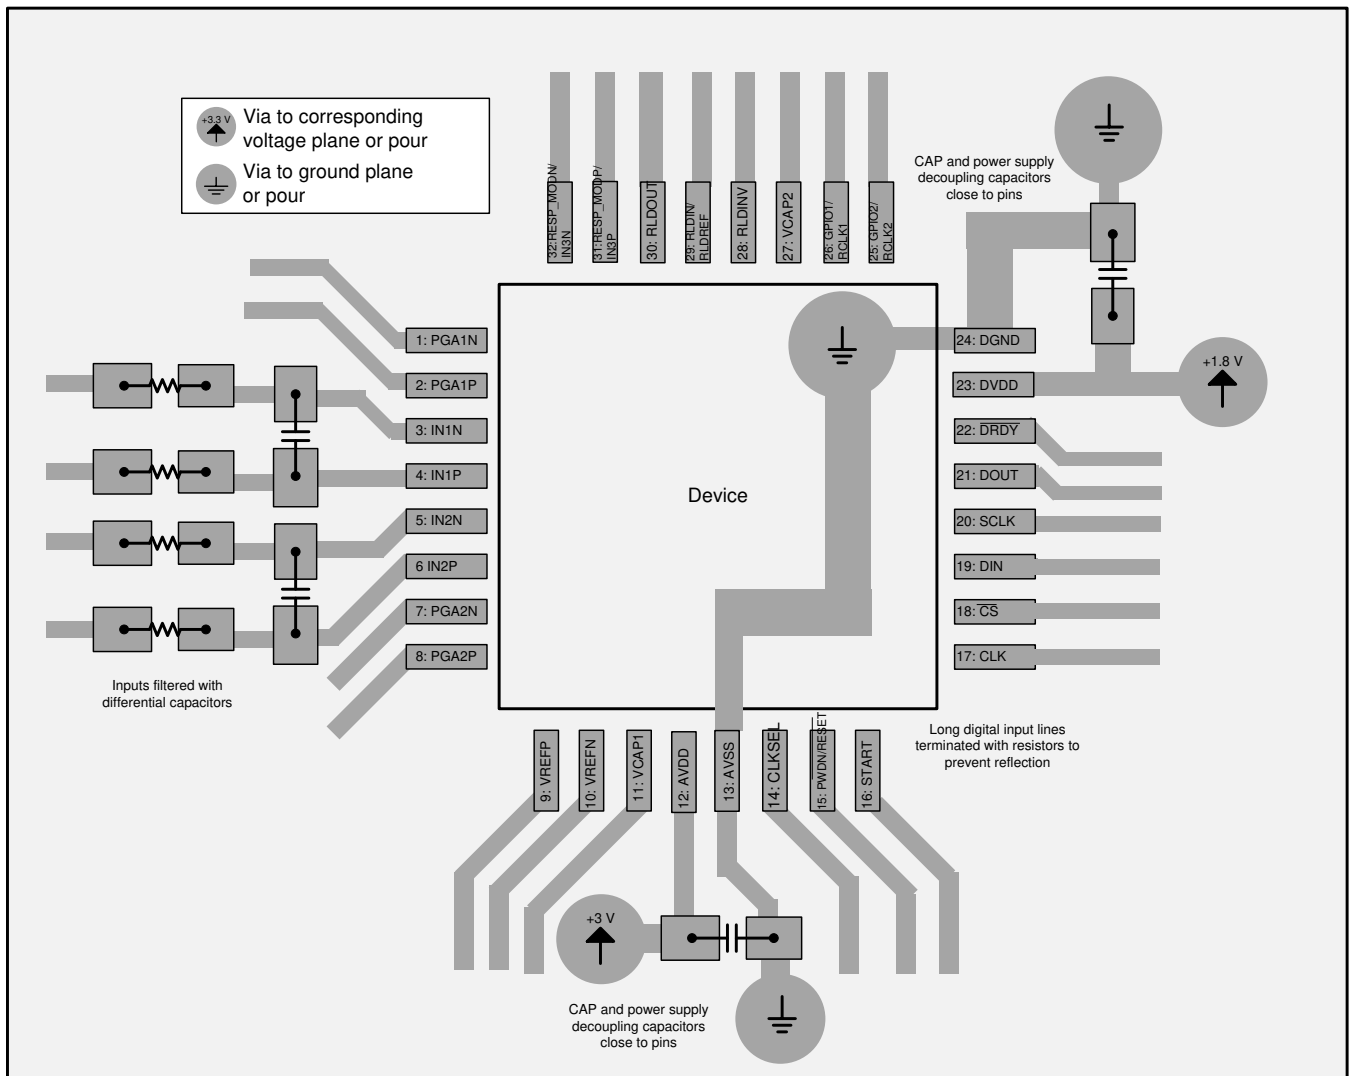 +3.3 V
Via to corresponding
voltage plane or pour
Via to ground plane
or pour
32:RESP_MODN/
IN3N
31:RESP_MODP/
IN3P
30: RLDOUT
29: RLDIN/
RLDREF
28: RLDINV
27: VCAP2
26: GPIO1/
RCLK1
25: GPIO2/
RCLK2
CAP and power supply
decoupling capacitors
close to pins
1: PGA1N
2: PGA1P
3: IN1N
4: IN1P
5: IN2N
6 IN2P
7: PGA2N
8: PGA2P
Device
24: DGND
23: DVDD
22: DRDY
21: DOUT
20: SCLK
19: DIN
18: CS
17: CLK
+1.8 V
Inputs filtered with
differential capacitors
Long digital input lines
terminated with resistors to
prevent reflection
9: VREFP
10: VREFN
11: VCAP1
12: AVDD
13: AVSS
14: CLKSEL
15: PWDN/RESET
16: START
+3 V
CAP and power supply
decoupling capacitors
close to pins